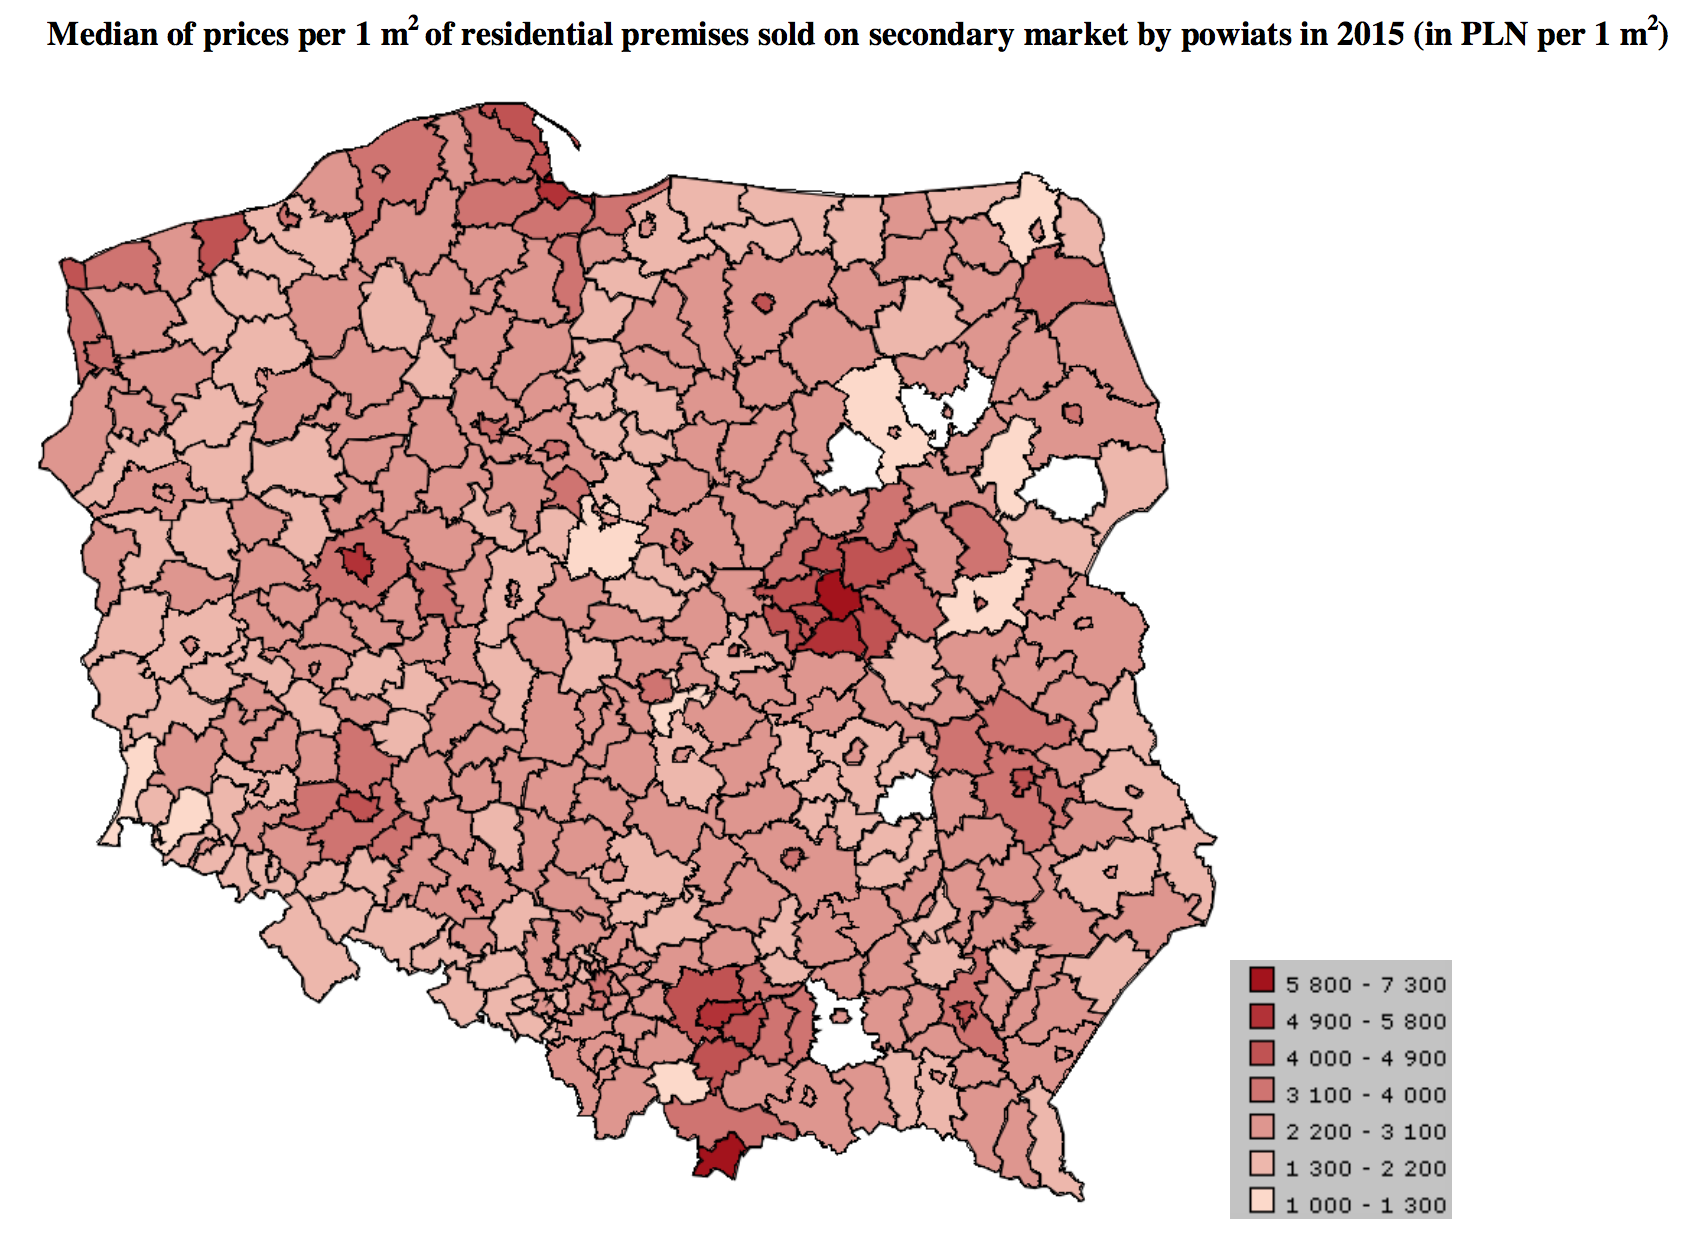 Median of prices per 1 m² of residential premises sold on secondary market by powiats in 2015 (in PLN per 1 m²)
5 800 - 7 300
4 900 - 5 800
4 000 - 4 900
3 100 - 4 000
2 200 - 3 100
1 300 - 2 200
1 000 - 1 300